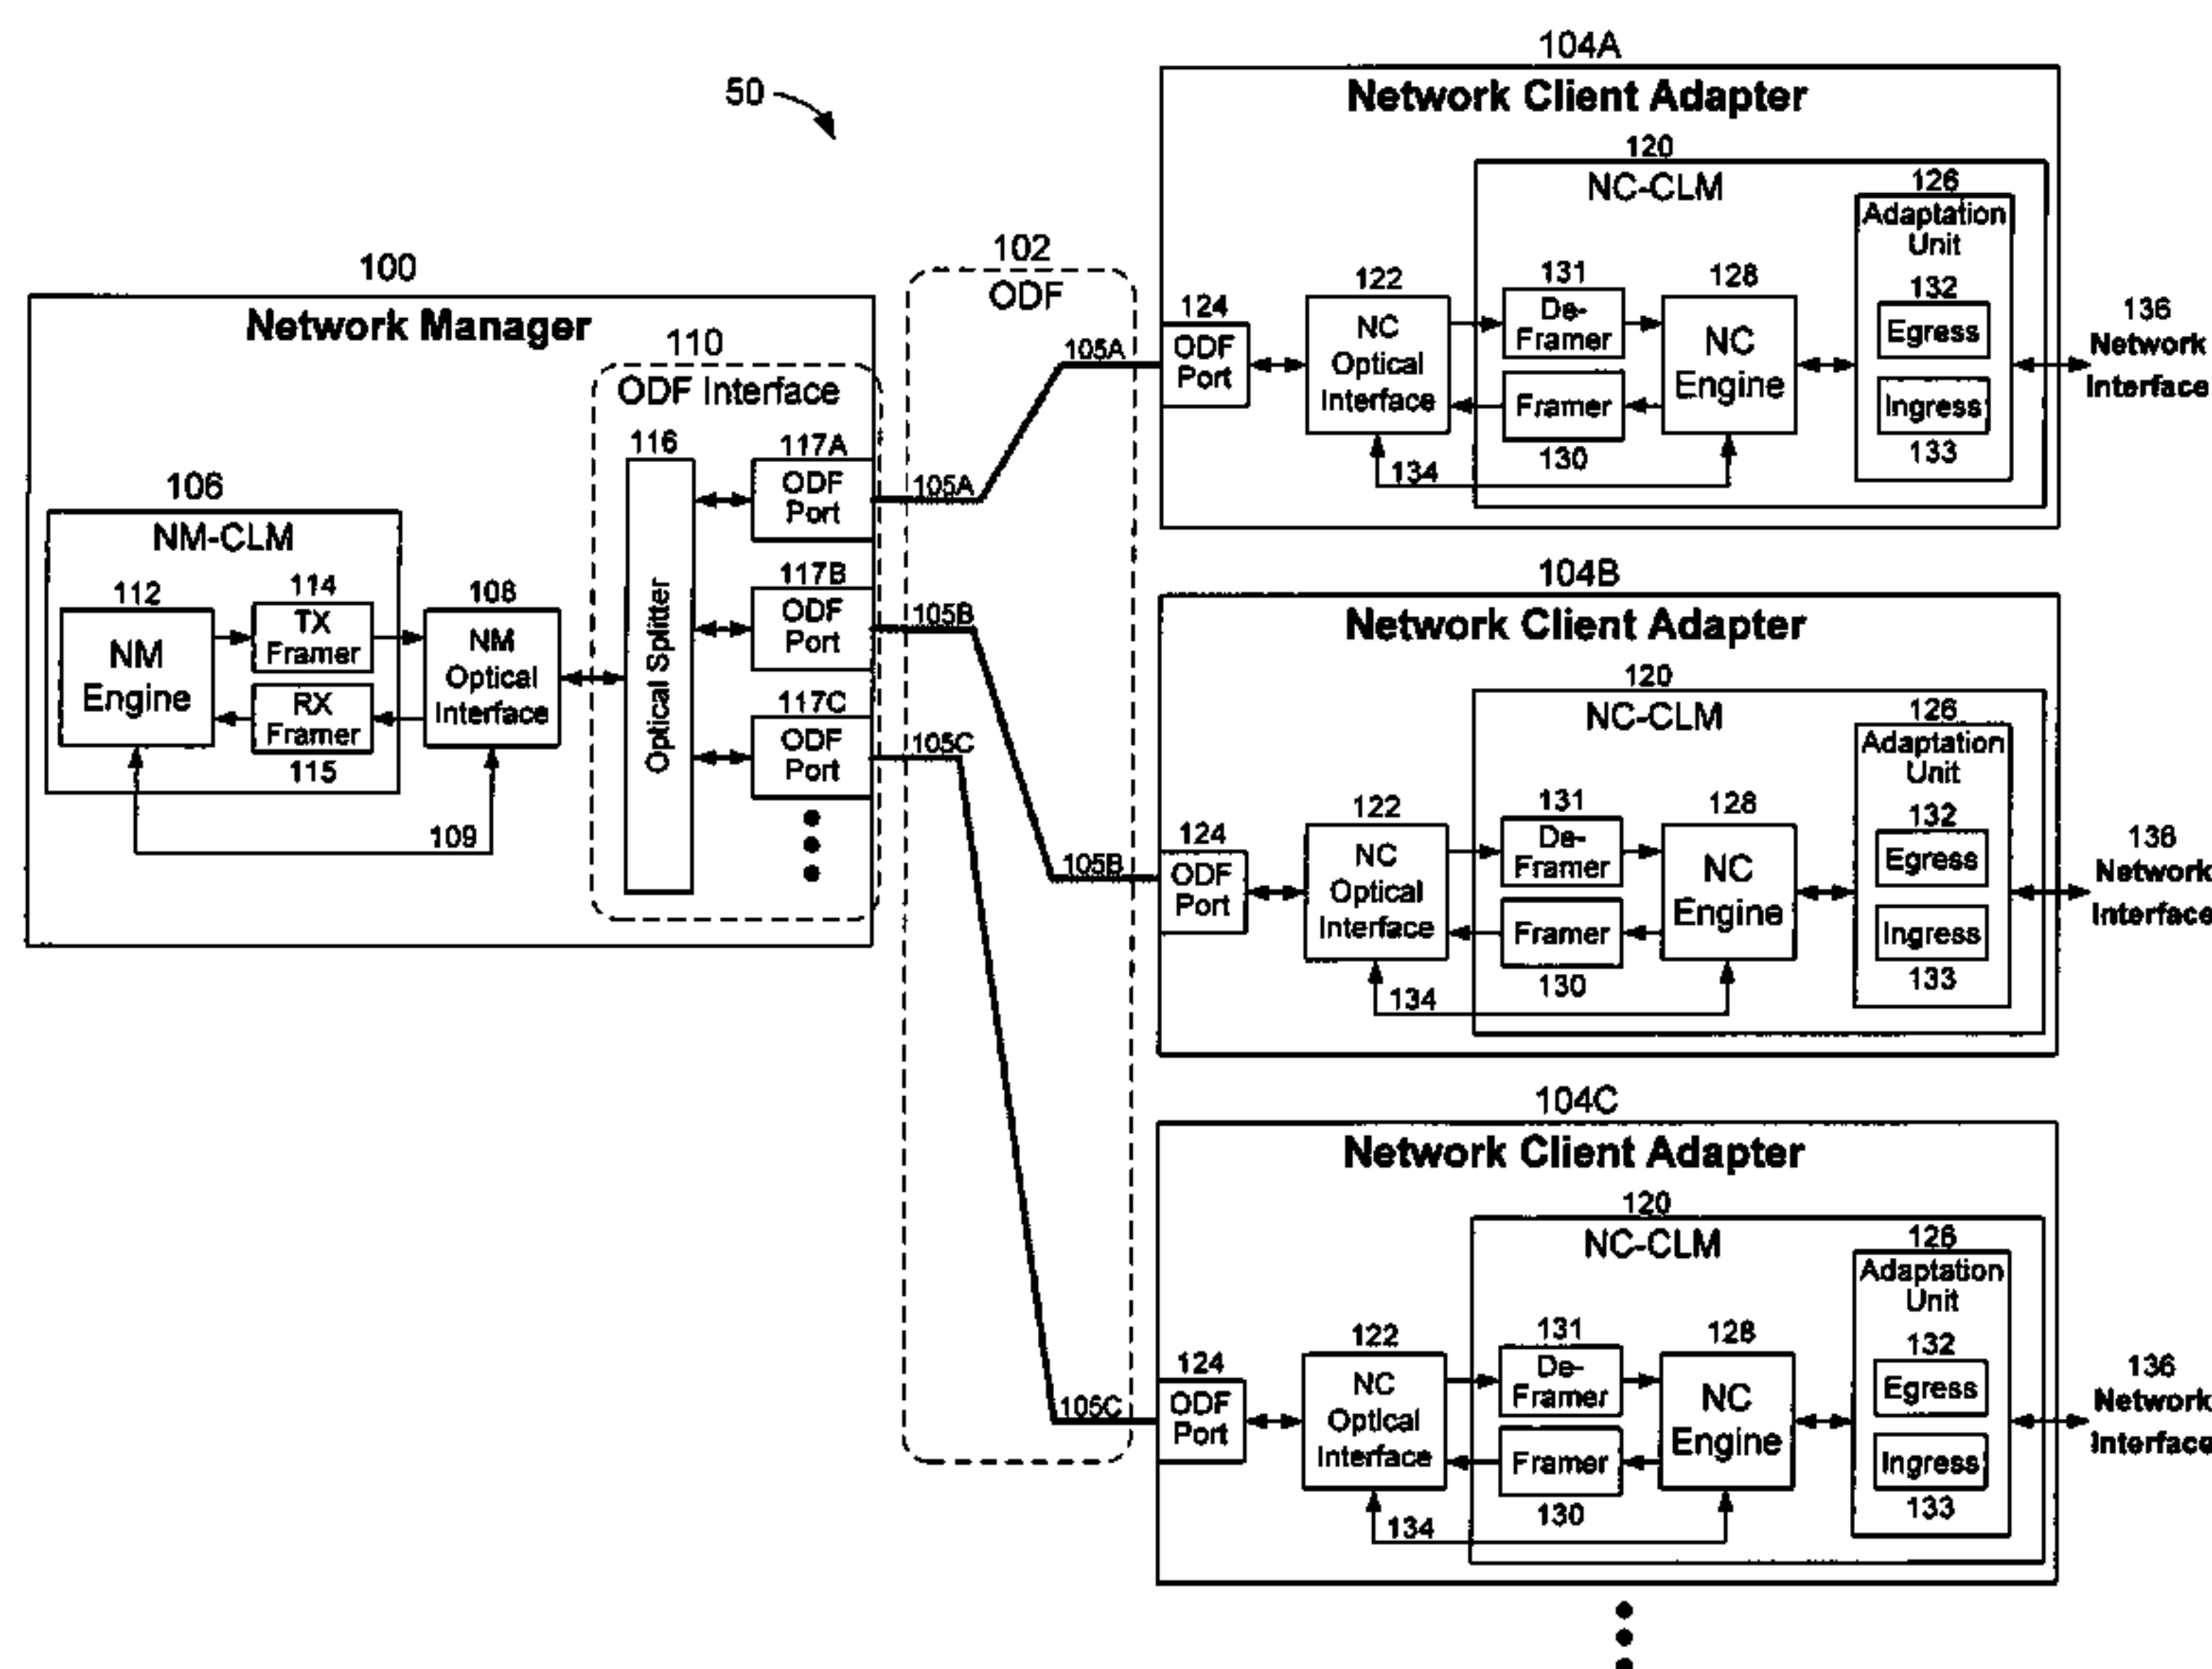 50
100
Network Manager
106
NM-CLM
112
NM
Engine
114
TX
Framer
RX
Framer
115
108
NM
Optical
Interface
109
110
ODF Interface
116
Optical Splitter
117A
ODF
Port
117B
ODF
Port
117C
ODF
Port
102
ODF
105A
105A
105B
105B
105C
105C
104A
Network Client Adapter
120
NC-CLM
124
ODF
Port
122
NC
Optical
Interface
131
De-
Framer
Framer
130
128
NC
Engine
134
126
Adaptation
Unit
132
Egress
Ingress
133
136
Network
Interface
104B
Network Client Adapter
120
NC-CLM
124
ODF
Port
122
NC
Optical
Interface
131
De-
Framer
Framer
130
128
NC
Engine
134
126
Adaptation
Unit
132
Egress
Ingress
133
136
Network
Interface
104C
Network Client Adapter
120
NC-CLM
124
ODF
Port
122
NC
Optical
Interface
131
De-
Framer
Framer
130
128
NC
Engine
134
126
Adaptation
Unit
132
Egress
Ingress
133
136
Network
Interface